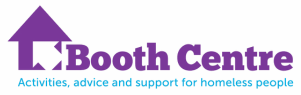 Booth Centre
Activities, advice and support for homeless people